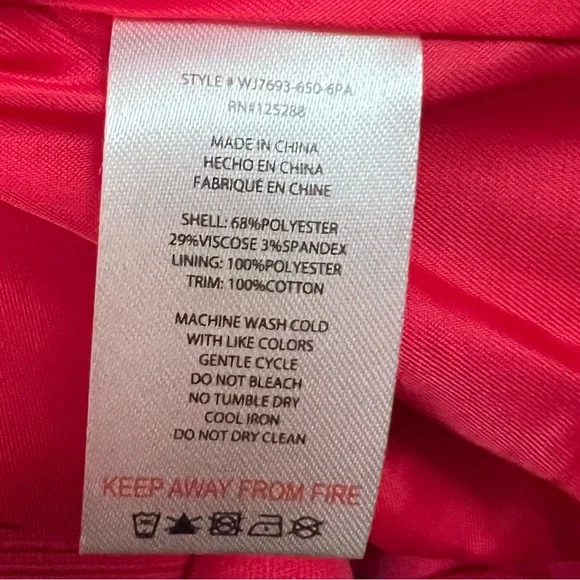 STYLE # WJ7693-650-6PA
RN#125288
MADE IN CHINA
HECHO EN CHINA
FABRIQUÉ EN CHINE
SHELL: 68%POLYESTER
29%VISCOSE 3%SPANDEX
LINING: 100%POLYESTER
TRIM: 100%COTTON
MACHINE WASH COLD
WITH LIKE COLORS
GENTLE CYCLE
DO NOT BLEACH
NO TUMBLE DRY
COOL IRON
DO NOT DRY CLEAN
KEEP AWAY FROM FIRE